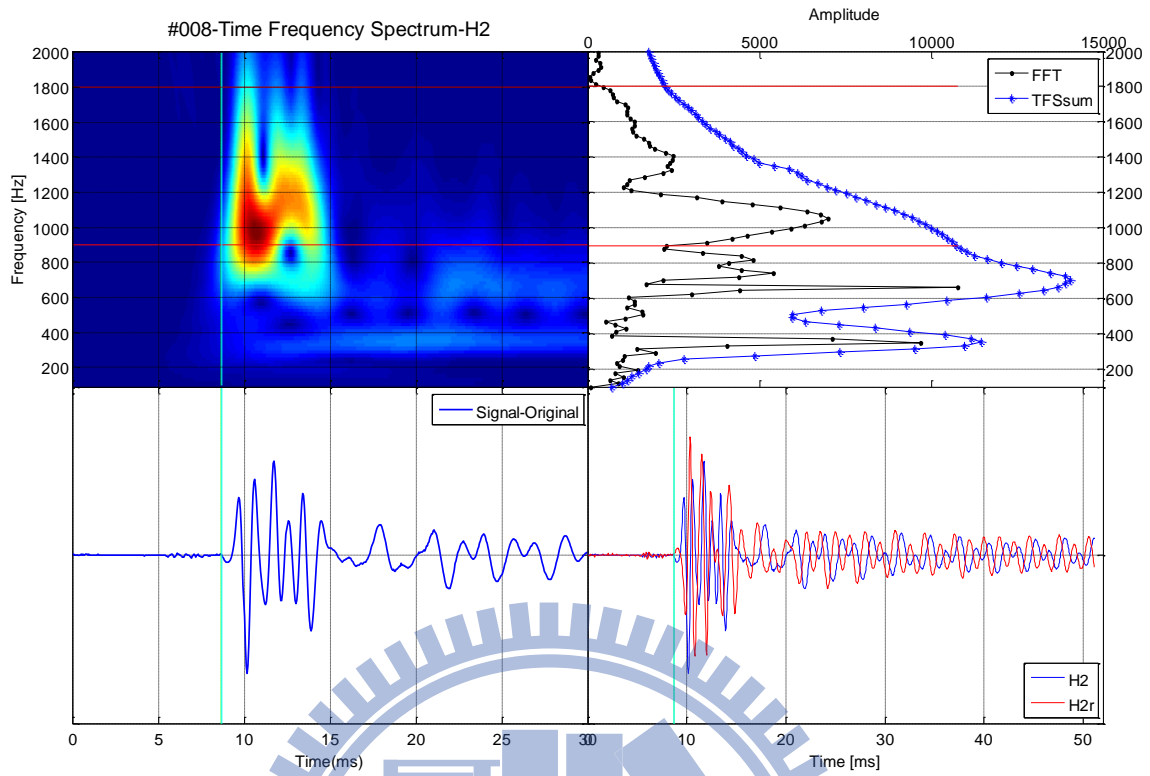 #008-Time Frequency Spectrum-H2
Amplitude
0 5000 10000 15000
2000
1800
1600
1400
1200
1000
800
600
400
200
Frequency [Hz]
FFT
TFSsum
2000
1800
1600
1400
1200
1000
800
600
400
200
Signal-Original
H2
H2r
0 5 10 15 20 25 30
Time(ms)
0 10 20 30 40 50
Time [ms]